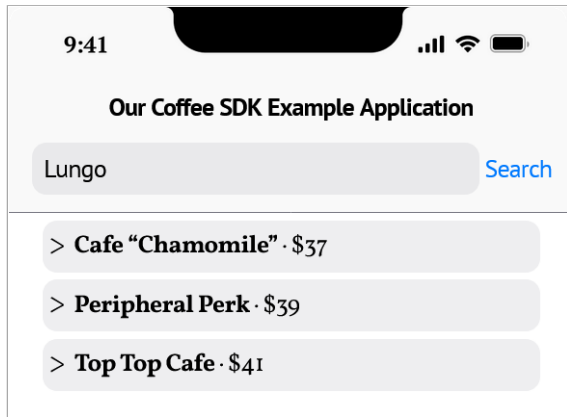 9:41
Our Coffee SDK Example Application
Lungo Search
> Cafe “Chamomile” · $37
> Peripheral Perk · $39
> Top Top Cafe · $41